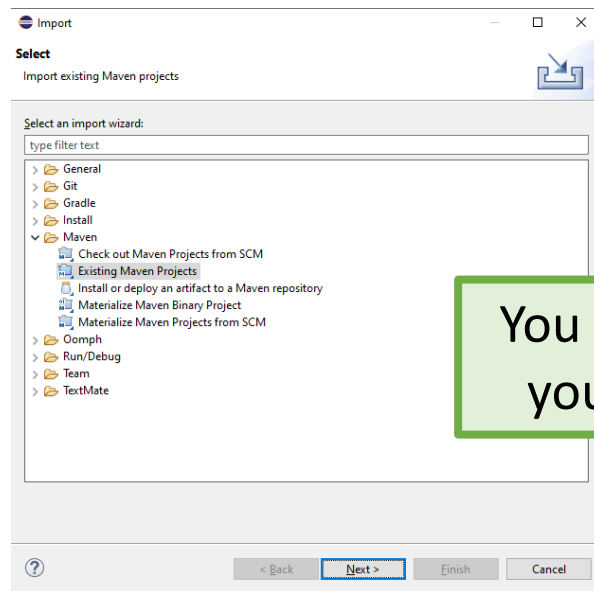 Import
Select
Import existing Maven projects
Select an import wizard:
type filter text
General
Git
Gradle
Install
Maven
Check out Maven Projects from SCM
Existing Maven Projects
Install or deploy an artifact to a Maven repository
Materialize Maven Binary Project
Materialize Maven Projects from SCM
Oomph
Run/Debug
Team
TextMate
You
you
? < Back Next > Finish Cancel